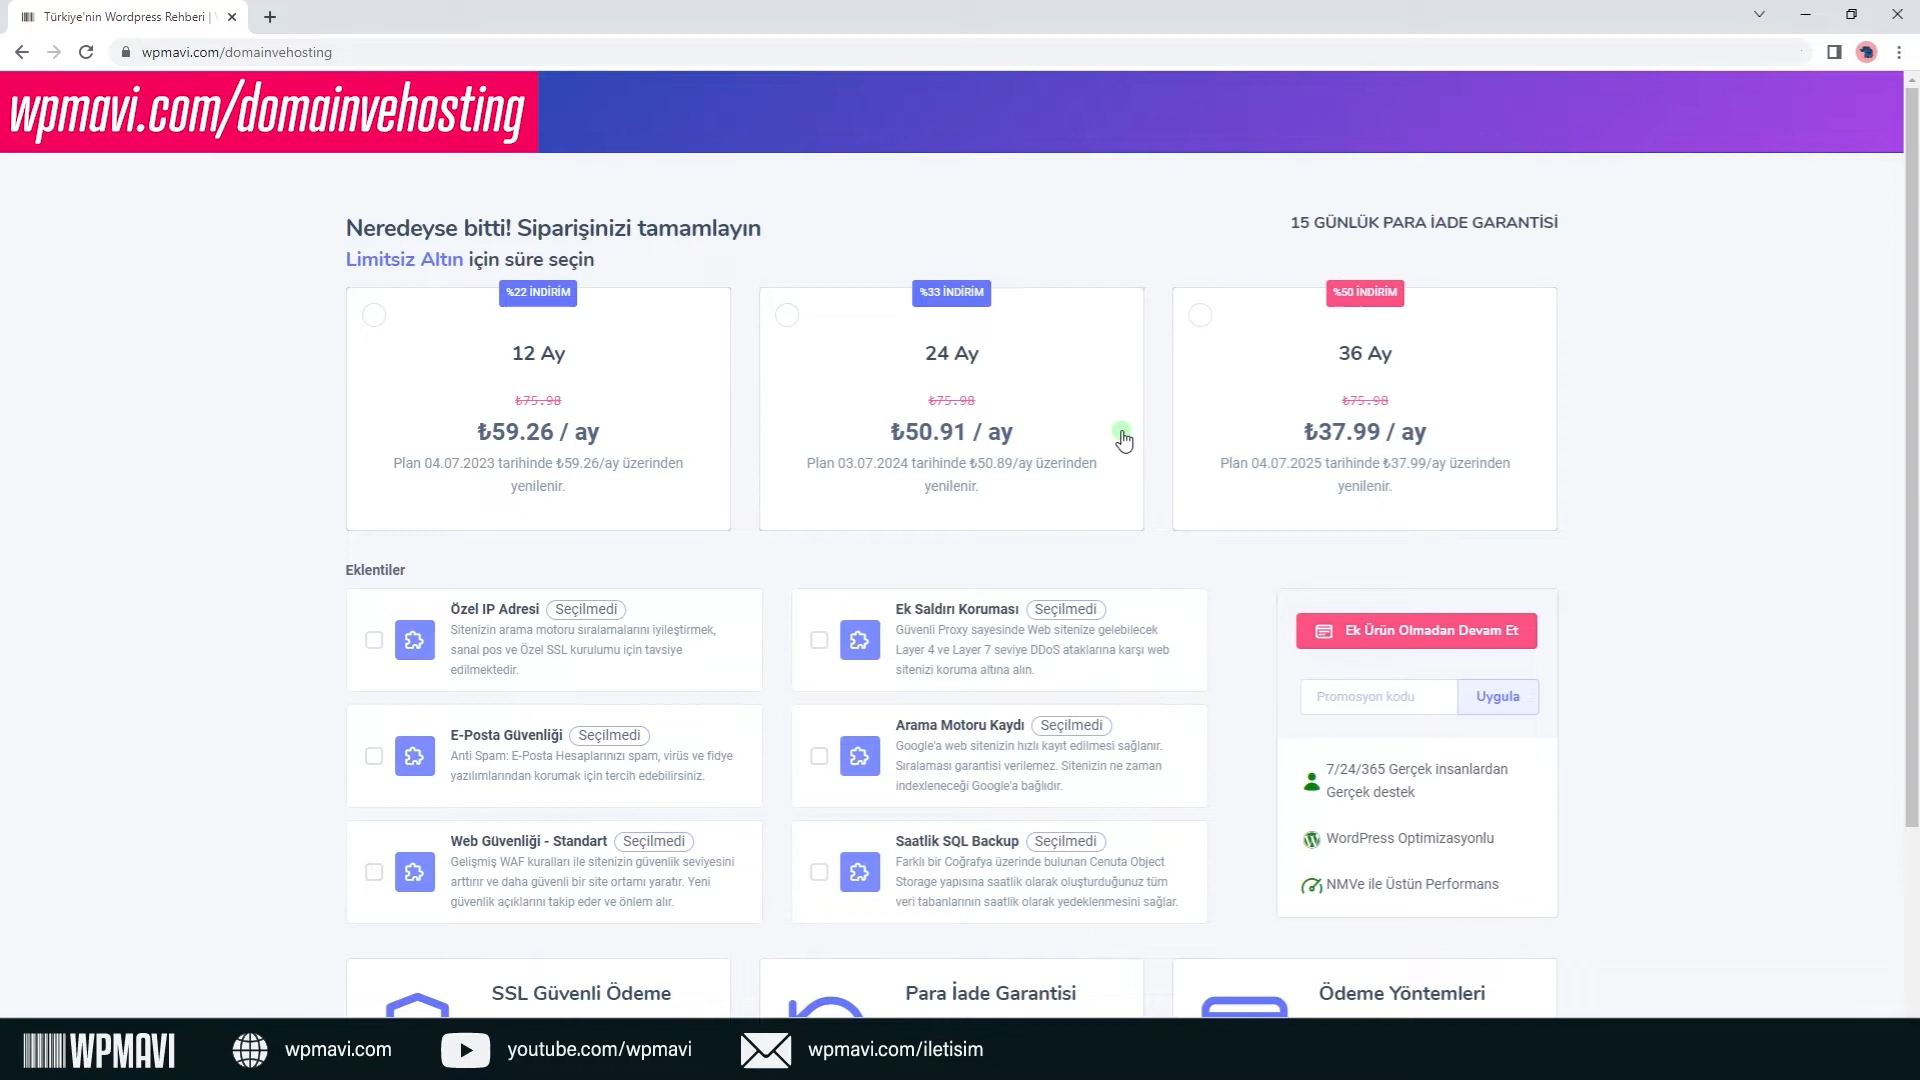 Türkiye'nin Wordpress Rehberi |
wpmavi.com/domainvehosting
wpmavi.com/domainvehosting
Neredeyse bitti! Siparişinizi tamamlayın
15 GÜNLÜK PARA İADE GARANTİSİ
Limitsiz Altın için süre seçin
%22 İNDİRİM
12 Ay
₺75.98
₺59.26 / ay
Plan 04.07.2023 tarihinde ₺59.26/ay üzerinden
yenilenir.
%33 İNDİRİM
24 Ay
₺75.98
₺50.91 / ay
Plan 03.07.2024 tarihinde ₺50.89/ay üzerinden
yenilenir.
%50 İNDİRİM
36 Ay
₺75.98
₺37.99 / ay
Plan 04.07.2025 tarihinde ₺37.99/ay üzerinden
yenilenir.
Eklentiler
Özel IP Adresi Seçilmedi
Sitenizin arama motoru sıralamalarını iyileştirmek,
sanal pos ve Özel SSL kurulumu için tavsiye
edilmektedir.
Ek Saldırı Koruması Seçilmedi
Güvenli Proxy sayesinde Web sitenize gelebilecek
Layer 4 ve Layer 7 seviye DDoS ataklarına karşı web
sitenizi koruma altına alın.
E-Posta Güvenliği Seçilmedi
Anti Spam: E-Posta Hesaplarınızı spam, virüs ve fidye
yazılımlarından korumak için tercih edebilirsiniz.
Arama Motoru Kaydı Seçilmedi
Google'a web sitenizin hızlı kayıt edilmesi sağlanır.
Sıralaması garantisi verilemez. Sitenizin ne zaman
indexleneceği Google'a bağlıdır.
Web Güvenliği - Standart Seçilmedi
Gelişmiş WAF kuralları ile sitenizin güvenlik seviyesini
arttırır ve daha güvenli bir site ortamı yaratır. Yeni
güvenlik açıklarını takip eder ve önlem alır.
Saatlik SQL Backup Seçilmedi
Farklı bir Coğrafya üzerinde bulunan Cenuta Object
Storage yapısına saatlik olarak oluşturduğunuz tüm
veri tabanlarının saatlik olarak yedeklenmesini sağlar.
Ek Ürün Olmadan Devam Et
Promosyon kodu Uygula
7/24/365 Gerçek insanlardan
Gerçek destek
WordPress Optimizasyonlu
NMVe ile Üstün Performans
SSL Güvenli Ödeme
Para İade Garantisi
Ödeme Yöntemleri
WPMAVI
wpmavi.com
youtube.com/wpmavi
wpmavi.com/iletisim